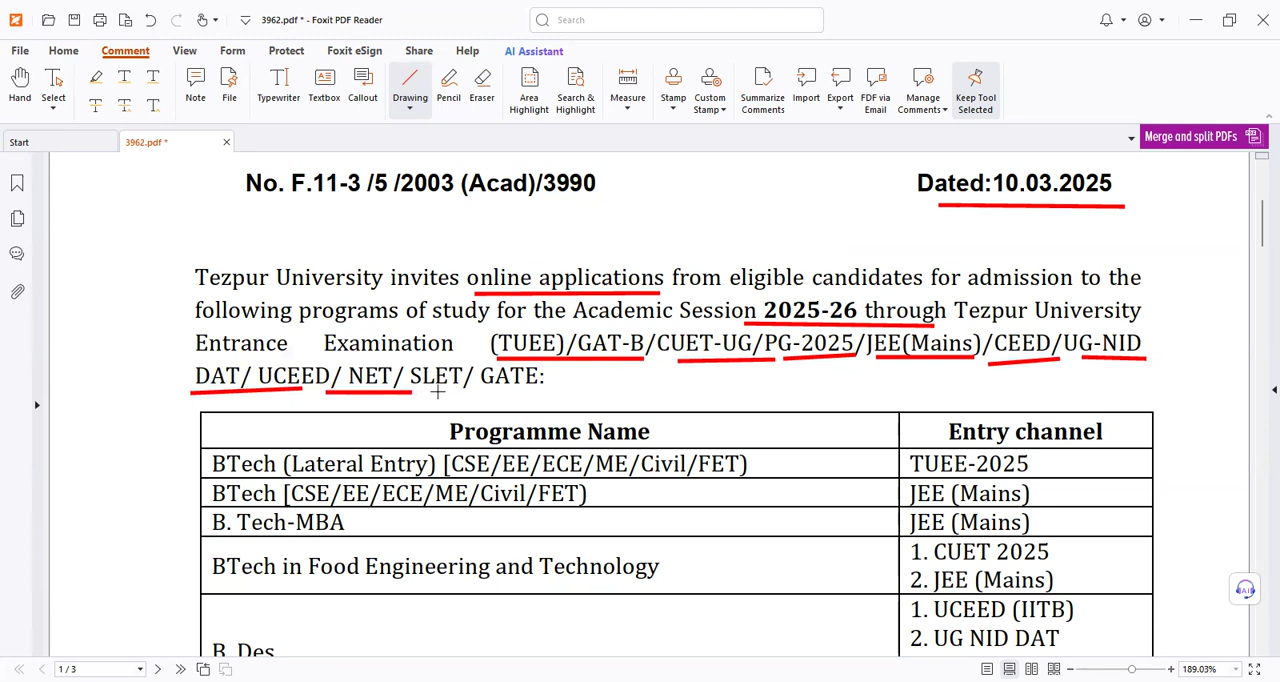 3962.pdf * - Foxit PDF Reader
Search
File Home Comment View Form Protect Foxit eSign Share Help AI Assistant
Hand Select Note File Typewriter Textbox Callout Drawing Pencil Eraser Area Highlight Search & Highlight Measure Stamp Custom Stamp Summarize Comments Import Export FDF via Email Manage Comments Keep Tool Selected
Start 3962.pdf * Merge and split PDFs
No. F.11-3 /5 /2003 (Acad)/3990 Dated:10.03.2025
Tezpur University invites online applications from eligible candidates for admission to the
following programs of study for the Academic Session 2025-26 through Tezpur University
Entrance Examination (TUEE)/GAT-B/CUET-UG/PG-2025/JEE(Mains)/CEED/UG-NID
DAT/ UCEED/ NET/ SLET/ GATE:
Programme Name Entry channel
BTech (Lateral Entry) [CSE/EE/ECE/ME/Civil/FET) TUEE-2025
BTech [CSE/EE/ECE/ME/Civil/FET) JEE (Mains)
B. Tech-MBA JEE (Mains)
BTech in Food Engineering and Technology 1. CUET 2025
2. JEE (Mains)
1. UCEED (IITB)
B. Des 2. UG NID DAT
1 / 3 189.03%